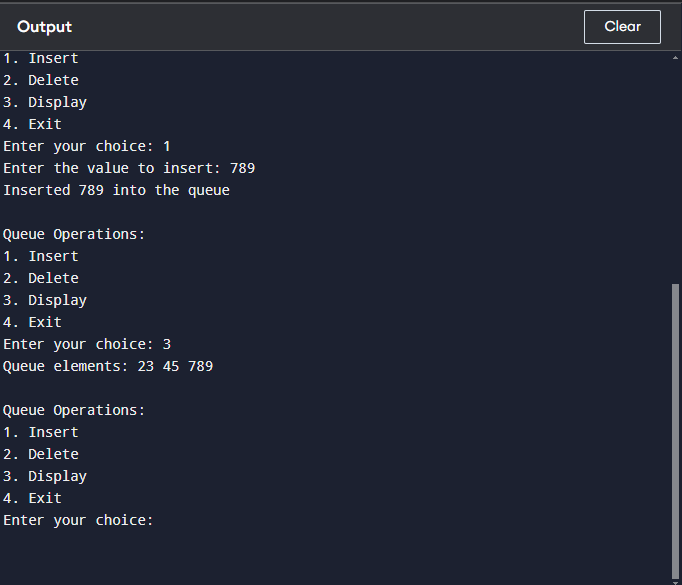 Output
Clear
1. Insert
2. Delete
3. Display
4. Exit
Enter your choice: 1
Enter the value to insert: 789
Inserted 789 into the queue
Queue Operations:
1. Insert
2. Delete
3. Display
4. Exit
Enter your choice: 3
Queue elements: 23 45 789
Queue Operations:
1. Insert
2. Delete
3. Display
4. Exit
Enter your choice: